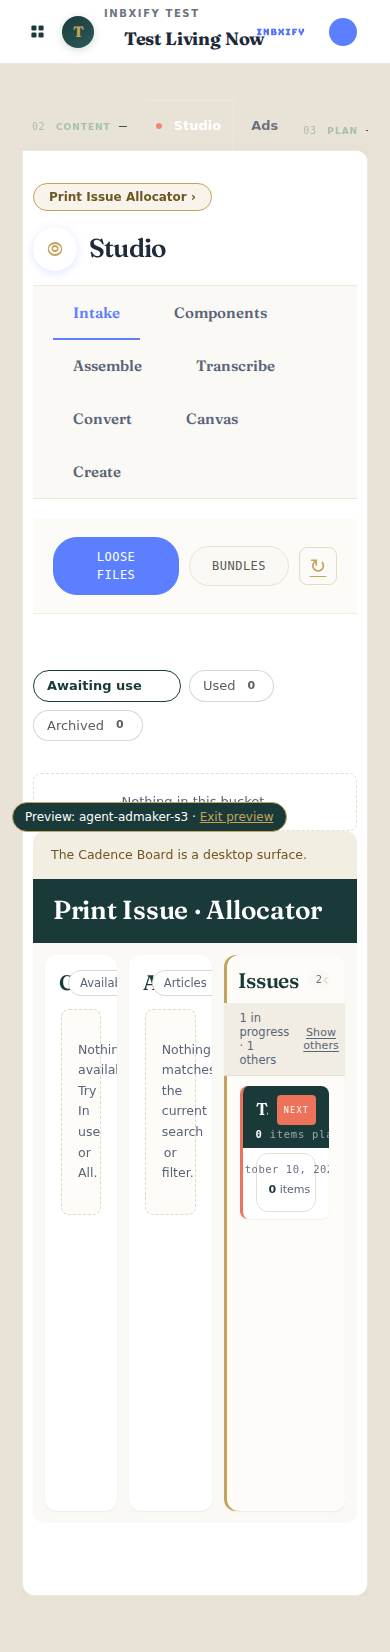 INBXIFY TEST
T
Test Living Now
INBXIFY
02 CONTENT —
Studio
Ads
03 PLAN -
Print Issue Allocator ›
Studio
Intake
Components
Assemble
Transcribe
Convert
Canvas
Create
LOOSE
FILES
BUNDLES
↻
Awaiting use
Used 0
Archived 0
Nothing in this bucket
Preview: agent-admaker-s3 · Exit preview
The Cadence Board is a desktop surface.
Print Issue · Allocator
Availab
Nothin
availal
Try
In
use
or
All.
A
Articles
Nothing
matches
the
current
search
or
filter.
Issues
2
1 in
progress
· 1
others
Show
others
T.
NEXT
0 items pla
tober 10, 202
0 items